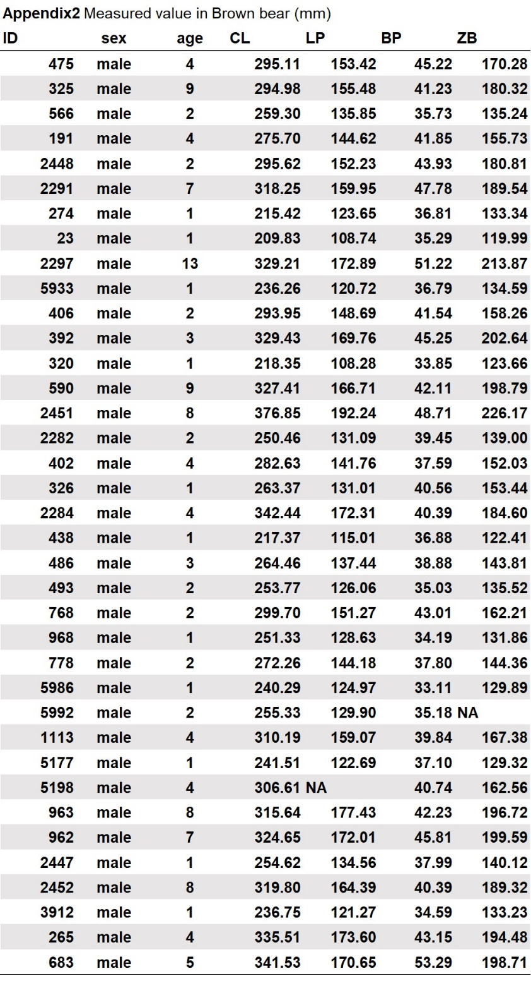 Appendix2 Measured value in Brown bear (mm)
ID sex age CL LP BP ZB
475 male 4 295.11 153.42 45.22 170.28
325 male 9 294.98 155.48 41.23 180.32
566 male 2 259.30 135.85 35.73 135.24
191 male 4 275.70 144.62 41.85 155.73
2448 male 2 295.62 152.23 43.93 180.81
2291 male 7 318.25 159.95 47.78 189.54
274 male 1 215.42 123.65 36.81 133.34
23 male 1 209.83 108.74 35.29 119.99
2297 male 13 329.21 172.89 51.22 213.87
5933 male 1 236.26 120.72 36.79 134.59
406 male 2 293.95 148.69 41.54 158.26
392 male 3 329.43 169.76 45.25 202.64
320 male 1 218.35 108.28 33.85 123.66
590 male 9 327.41 166.71 42.11 198.79
2451 male 8 376.85 192.24 48.71 226.17
2282 male 2 250.46 131.09 39.45 139.00
402 male 4 282.63 141.76 37.59 152.03
326 male 1 263.37 131.01 40.56 153.44
2284 male 4 342.44 172.31 40.39 184.60
438 male 1 217.37 115.01 36.88 122.41
486 male 3 264.46 137.44 38.88 143.81
493 male 2 253.77 126.06 35.03 135.52
768 male 2 299.70 151.27 43.01 162.21
968 male 1 251.33 128.63 34.19 131.86
778 male 2 272.26 144.18 37.80 144.36
5986 male 1 240.29 124.97 33.11 129.89
5992 male 2 255.33 129.90 35.18 NA
1113 male 4 310.19 159.07 39.84 167.38
5177 male 1 241.51 122.69 37.10 129.32
5198 male 4 306.61 NA 40.74 162.56
963 male 8 315.64 177.43 42.23 196.72
962 male 7 324.65 172.01 45.81 199.59
2447 male 1 254.62 134.56 37.99 140.12
2452 male 8 319.80 164.39 40.39 189.32
3912 male 1 236.75 121.27 34.59 133.23
265 male 4 335.51 173.60 43.15 194.48
683 male 5 341.53 170.65 53.29 198.71